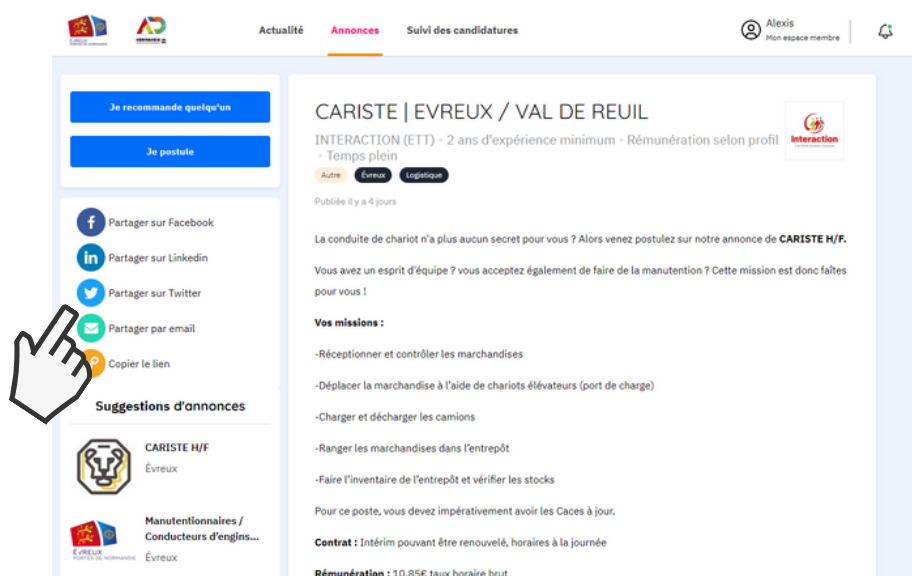 Actualité
Annonces
Suivi des candidatures
Alexis
Mon espace membre
Je recommande quelqu'un
Je postule
Partager sur Facebook
Partager sur Linkedin
Partager sur Twitter
Partager par email
Copier le lien
Suggestions d'annonces
CARISTE H/F
Évreux
Manutentionnaires /
Conducteurs d'engins...
Évreux
CARISTE | EVREUX / VAL DE REUIL
INTERACTION (ETT) • 2 ans d'expérience minimum • Rémunération selon profil
• Temps plein
Autre
Évreux
Logistique
Interaction
Publiée il y a 4 jours
La conduite de chariot n'a plus aucun secret pour vous ? Alors venez postulez sur notre annonce de CARISTE H/F.
Vous avez un esprit d'équipe ? vous acceptez également de faire de la manutention ? Cette mission est donc faîtes
pour vous !
Vos missions :
-Réceptionner et contrôler les marchandises
-Déplacer la marchandise à l'aide de chariots élévateurs (port de charge)
-Charger et décharger les camions
-Ranger les marchandises dans l'entrepôt
-Faire l'inventaire de l'entrepôt et vérifier les stocks
Pour ce poste, vous devez impérativement avoir les Caces à jour.
Contrat : Intérim pouvant être renouvelé, horaires à la journée
Rémunération : 10,85€ taux horaire brut